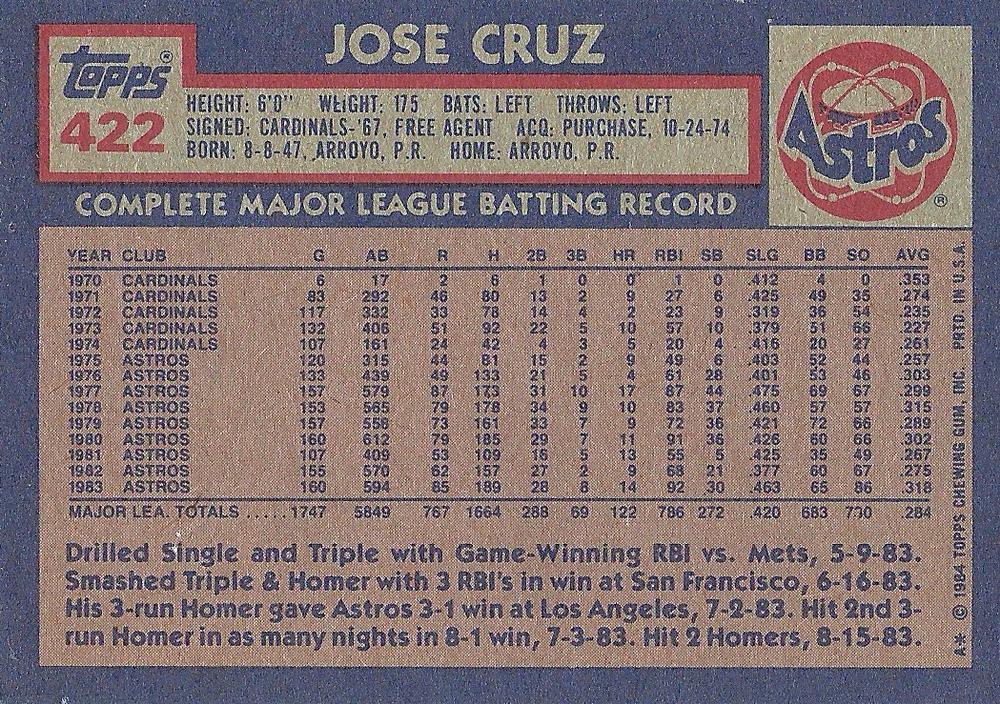 JOSE CRUZ
Topps®
422
HEIGHT: 6'0" WEIGHT: 175 BATS: LEFT THROWS: LEFT
SIGNED: CARDINALS-'67, FREE AGENT ACQ: PURCHASE, 10-24-74
BORN: 8-8-47, ARROYO, P.R. HOME: ARROYO, P.R.
Astros
®
COMPLETE MAJOR LEAGUE BATTING RECORD
YEAR CLUB G AB R H 2B 3B HR RBI SB SLG BB SO AVG
1970 CARDINALS 6 17 2 6 1 0 0 1 0 .412 4 0 .353
1971 CARDINALS 83 292 46 80 13 2 9 27 6 .425 49 35 .274
1972 CARDINALS 117 332 33 78 14 4 2 23 9 .319 36 54 .235
1973 CARDINALS 132 406 51 92 22 5 10 57 10 .379 51 66 .227
1974 CARDINALS 107 161 24 42 4 3 5 20 4 .416 20 27 .261
1975 ASTROS 120 315 44 81 15 2 9 49 6 .403 52 44 .257
1976 ASTROS 133 439 49 133 21 5 4 61 28 .401 53 46 .303
1977 ASTROS 157 579 87 173 31 10 17 87 44 .475 69 67 .299
1978 ASTROS 153 565 79 178 34 9 10 83 37 .460 57 57 .315
1979 ASTROS 157 558 73 161 33 7 9 72 36 .421 72 66 .289
1980 ASTROS 160 612 79 185 29 7 11 91 36 .426 60 66 .302
1981 ASTROS 107 409 53 109 16 5 13 55 5 .425 35 49 .267
1982 ASTROS 155 570 62 157 27 2 9 68 21 .377 60 67 .275
1983 ASTROS 160 594 85 189 28 8 14 92 30 .463 65 86 .318
MAJOR LEA. TOTALS .....1747 5849 767 1664 288 69 122 786 272 .420 683 730 .284
Drilled Single and Triple with Game-Winning RBI vs. Mets, 5-9-83.
Smashed Triple & Homer with 3 RBI's in win at San Francisco, 6-16-83.
His 3-run Homer gave Astros 3-1 win at Los Angeles, 7-2-83. Hit 2nd 3-
run Homer in as many nights in 8-1 win, 7-3-83. Hit 2 Homers, 8-15-83.
A* © 1984 TOPPS CHEWING GUM, INC. PRTD. IN U.S.A.